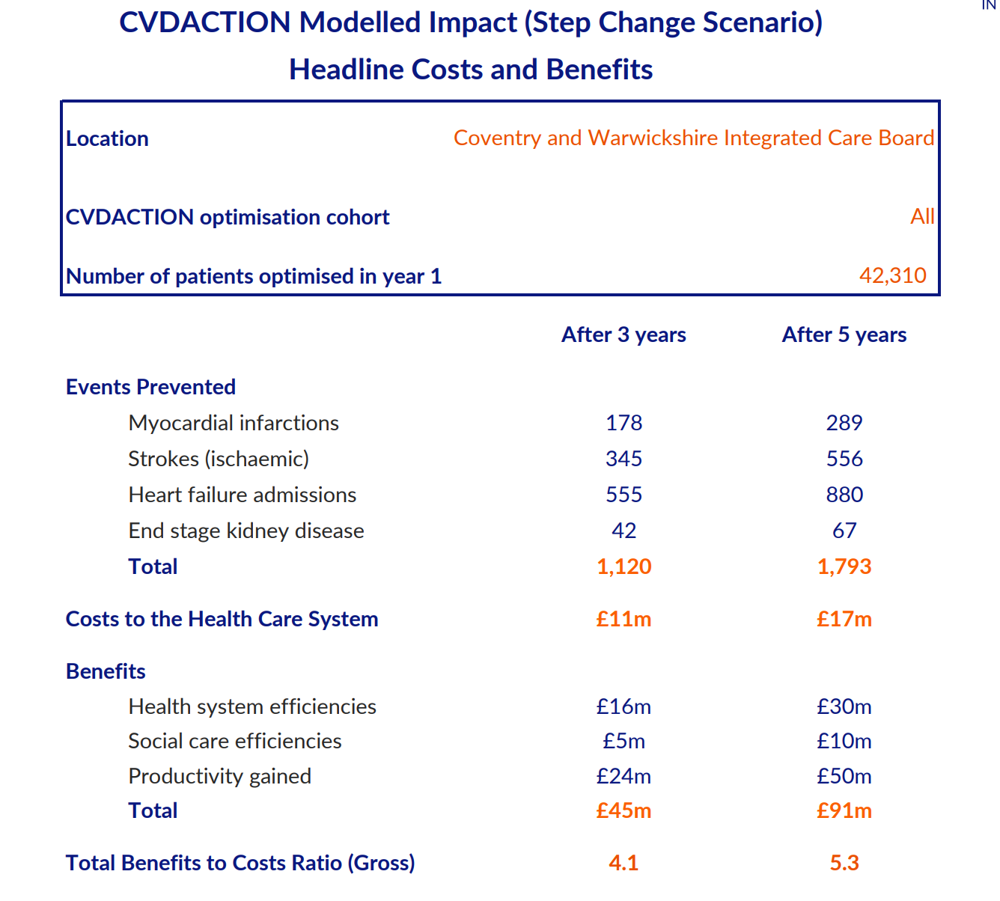 IN
CVDACTION Modelled Impact (Step Change Scenario)
Headline Costs and Benefits
Location Coventry and Warwickshire Integrated Care Board
CVDACTION optimisation cohort All
Number of patients optimised in year 1 42,310
After 3 years After 5 years
Events Prevented
Myocardial infarctions 178 289
Strokes (ischaemic) 345 556
Heart failure admissions 555 880
End stage kidney disease 42 67
Total 1,120 1,793
Costs to the Health Care System £11m £17m
Benefits
Health system efficiencies £16m £30m
Social care efficiencies £5m £10m
Productivity gained £24m £50m
Total £45m £91m
Total Benefits to Costs Ratio (Gross) 4.1 5.3